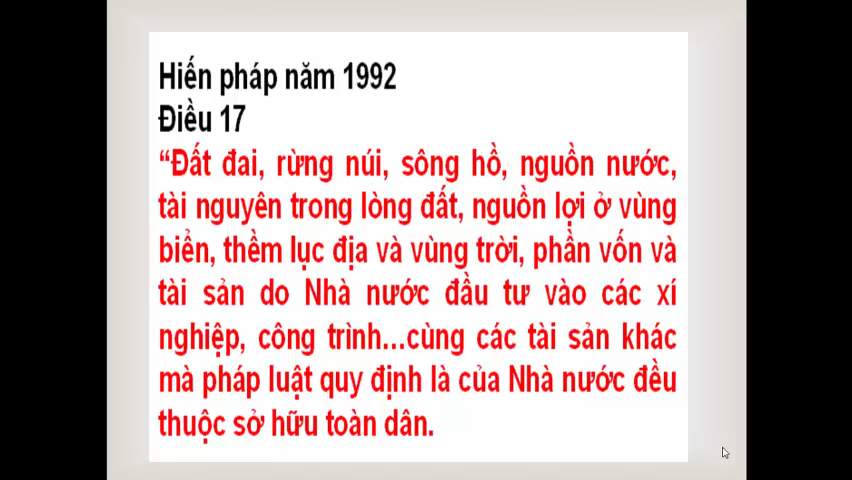 Hiến pháp năm 1992
Điều 17
“Đất đai, rừng núi, sông hồ, nguồn nước,
tài nguyên trong lòng đất, nguồn lợi ở vùng
biển, thềm lục địa và vùng trời, phần vốn và
tài sản do Nhà nước đầu tư vào các xí
nghiệp, công trình...cùng các tài sản khác
mà pháp luật quy định là của Nhà nước đều
thuộc sở hữu toàn dân.